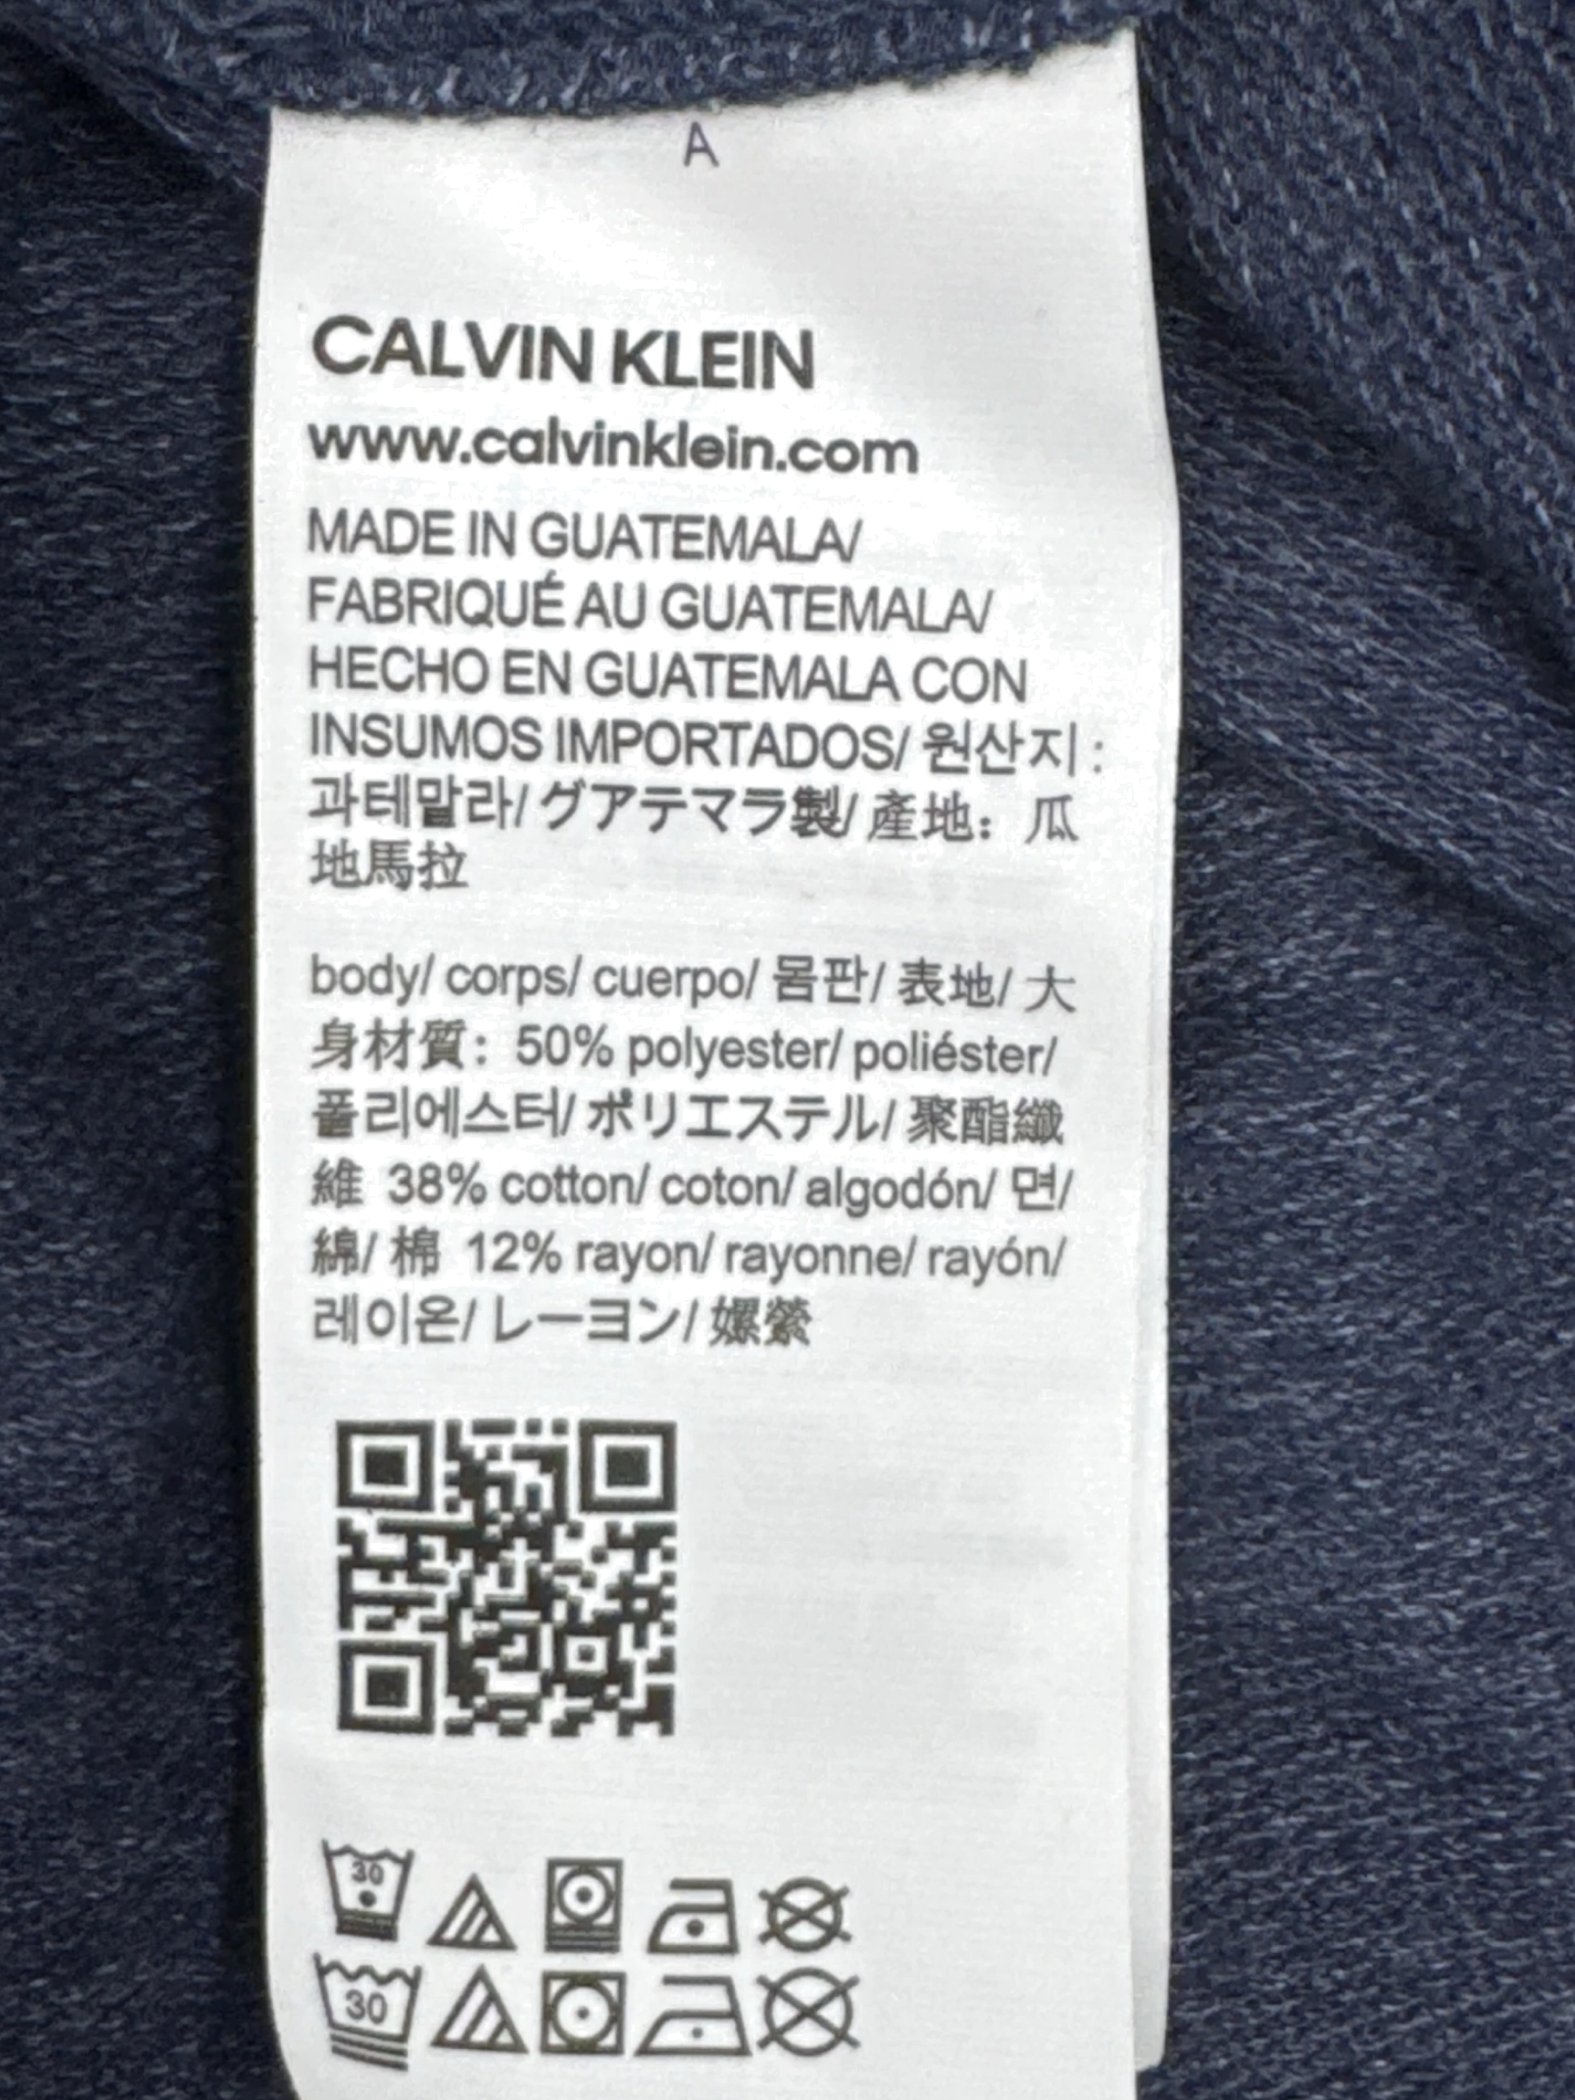 A
CALVIN KLEIN
www.calvinklein.com
MADE IN GUATEMALA/
FABRIQUÉ AU GUATEMALA/
HECHO EN GUATEMALA CON
INSUMOS IMPORTADOS/ 원산지 :
과테말라/ グアテマラ製/ 產地：瓜
地馬拉
body/ corps/ cuerpo/ 몸판/ 表地/ 大
身材質：50% polyester/ poliéster/
폴리에스터/ ポリエステル/ 聚酯纖
維 38% cotton/ coton/ algodón/ 면/
綿/ 棉 12% rayon/ rayonne/ rayón/
레이온/ レーヨン/ 嫘縈
30
30